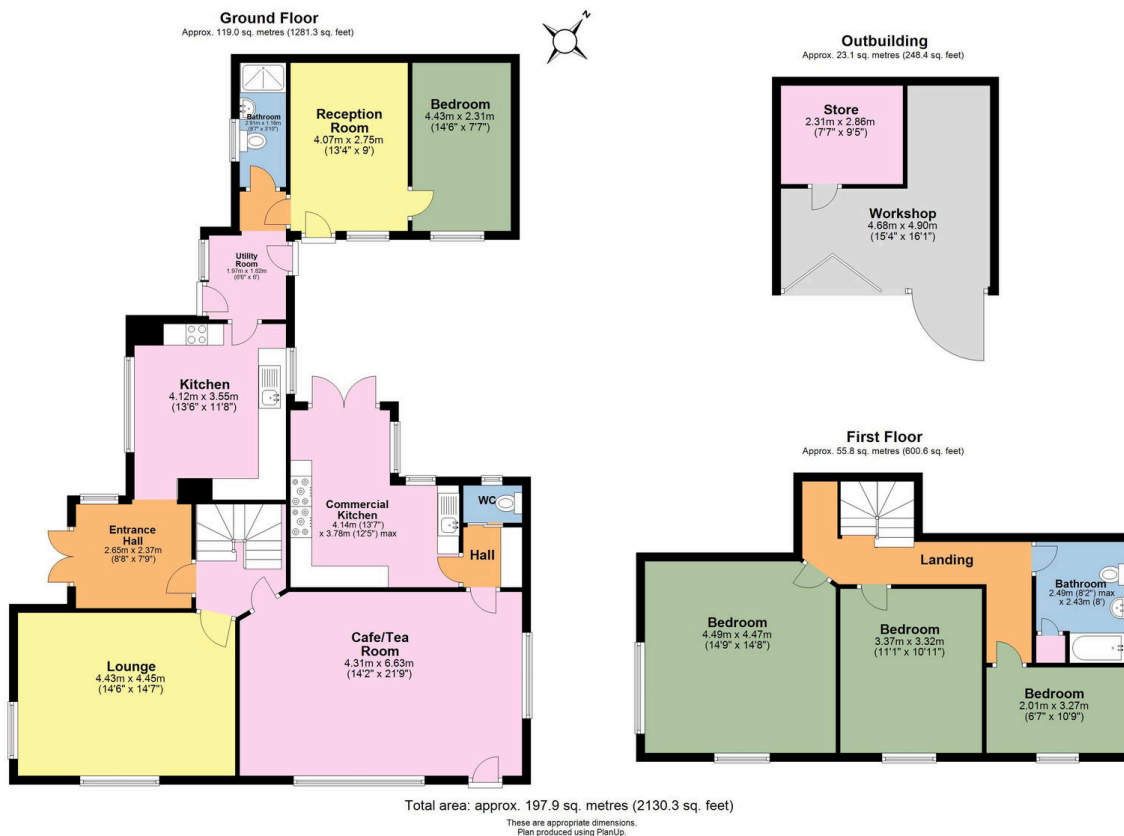 Ground Floor
Approx. 119.0 sq. metres (1281.3 sq. feet)
N
Bathroom
2.91m x 1.16m
(9'7" x 3'10")
Reception
Room
4.07m x 2.75m
(13'4" x 9')
Bedroom
4.43m x 2.31m
(14'6" x 7'7")
Utility
Room
1.97m x 1.82m
(6'6" x 6')
Kitchen
4.12m x 3.55m
(13'6" x 11'8")
Commercial
Kitchen
4.14m (13'7")
x 3.78m (12'5") max
WC
Hall
Entrance
Hall
2.65m x 2.37m
(8'8" x 7'9")
Lounge
4.43m x 4.45m
(14'6" x 14'7")
Cafe/Tea
Room
4.31m x 6.63m
(14'2" x 21'9")
Outbuilding
Approx. 23.1 sq. metres (248.4 sq. feet)
Store
2.31m x 2.86m
(7'7" x 9'5")
Workshop
4.68m x 4.90m
(15'4" x 16'1")
First Floor
Approx. 55.8 sq. metres (600.6 sq. feet)
Landing
Bathroom
2.49m (8'2") max
x 2.43m (8')
Bedroom
4.49m x 4.47m
(14'9" x 14'8")
Bedroom
3.37m x 3.32m
(11'1" x 10'11")
Bedroom
2.01m x 3.27m
(6'7" x 10'9")
Total area: approx. 197.9 sq. metres (2130.3 sq. feet)
These are appropriate dimensions.
Plan produced using PlanUp.